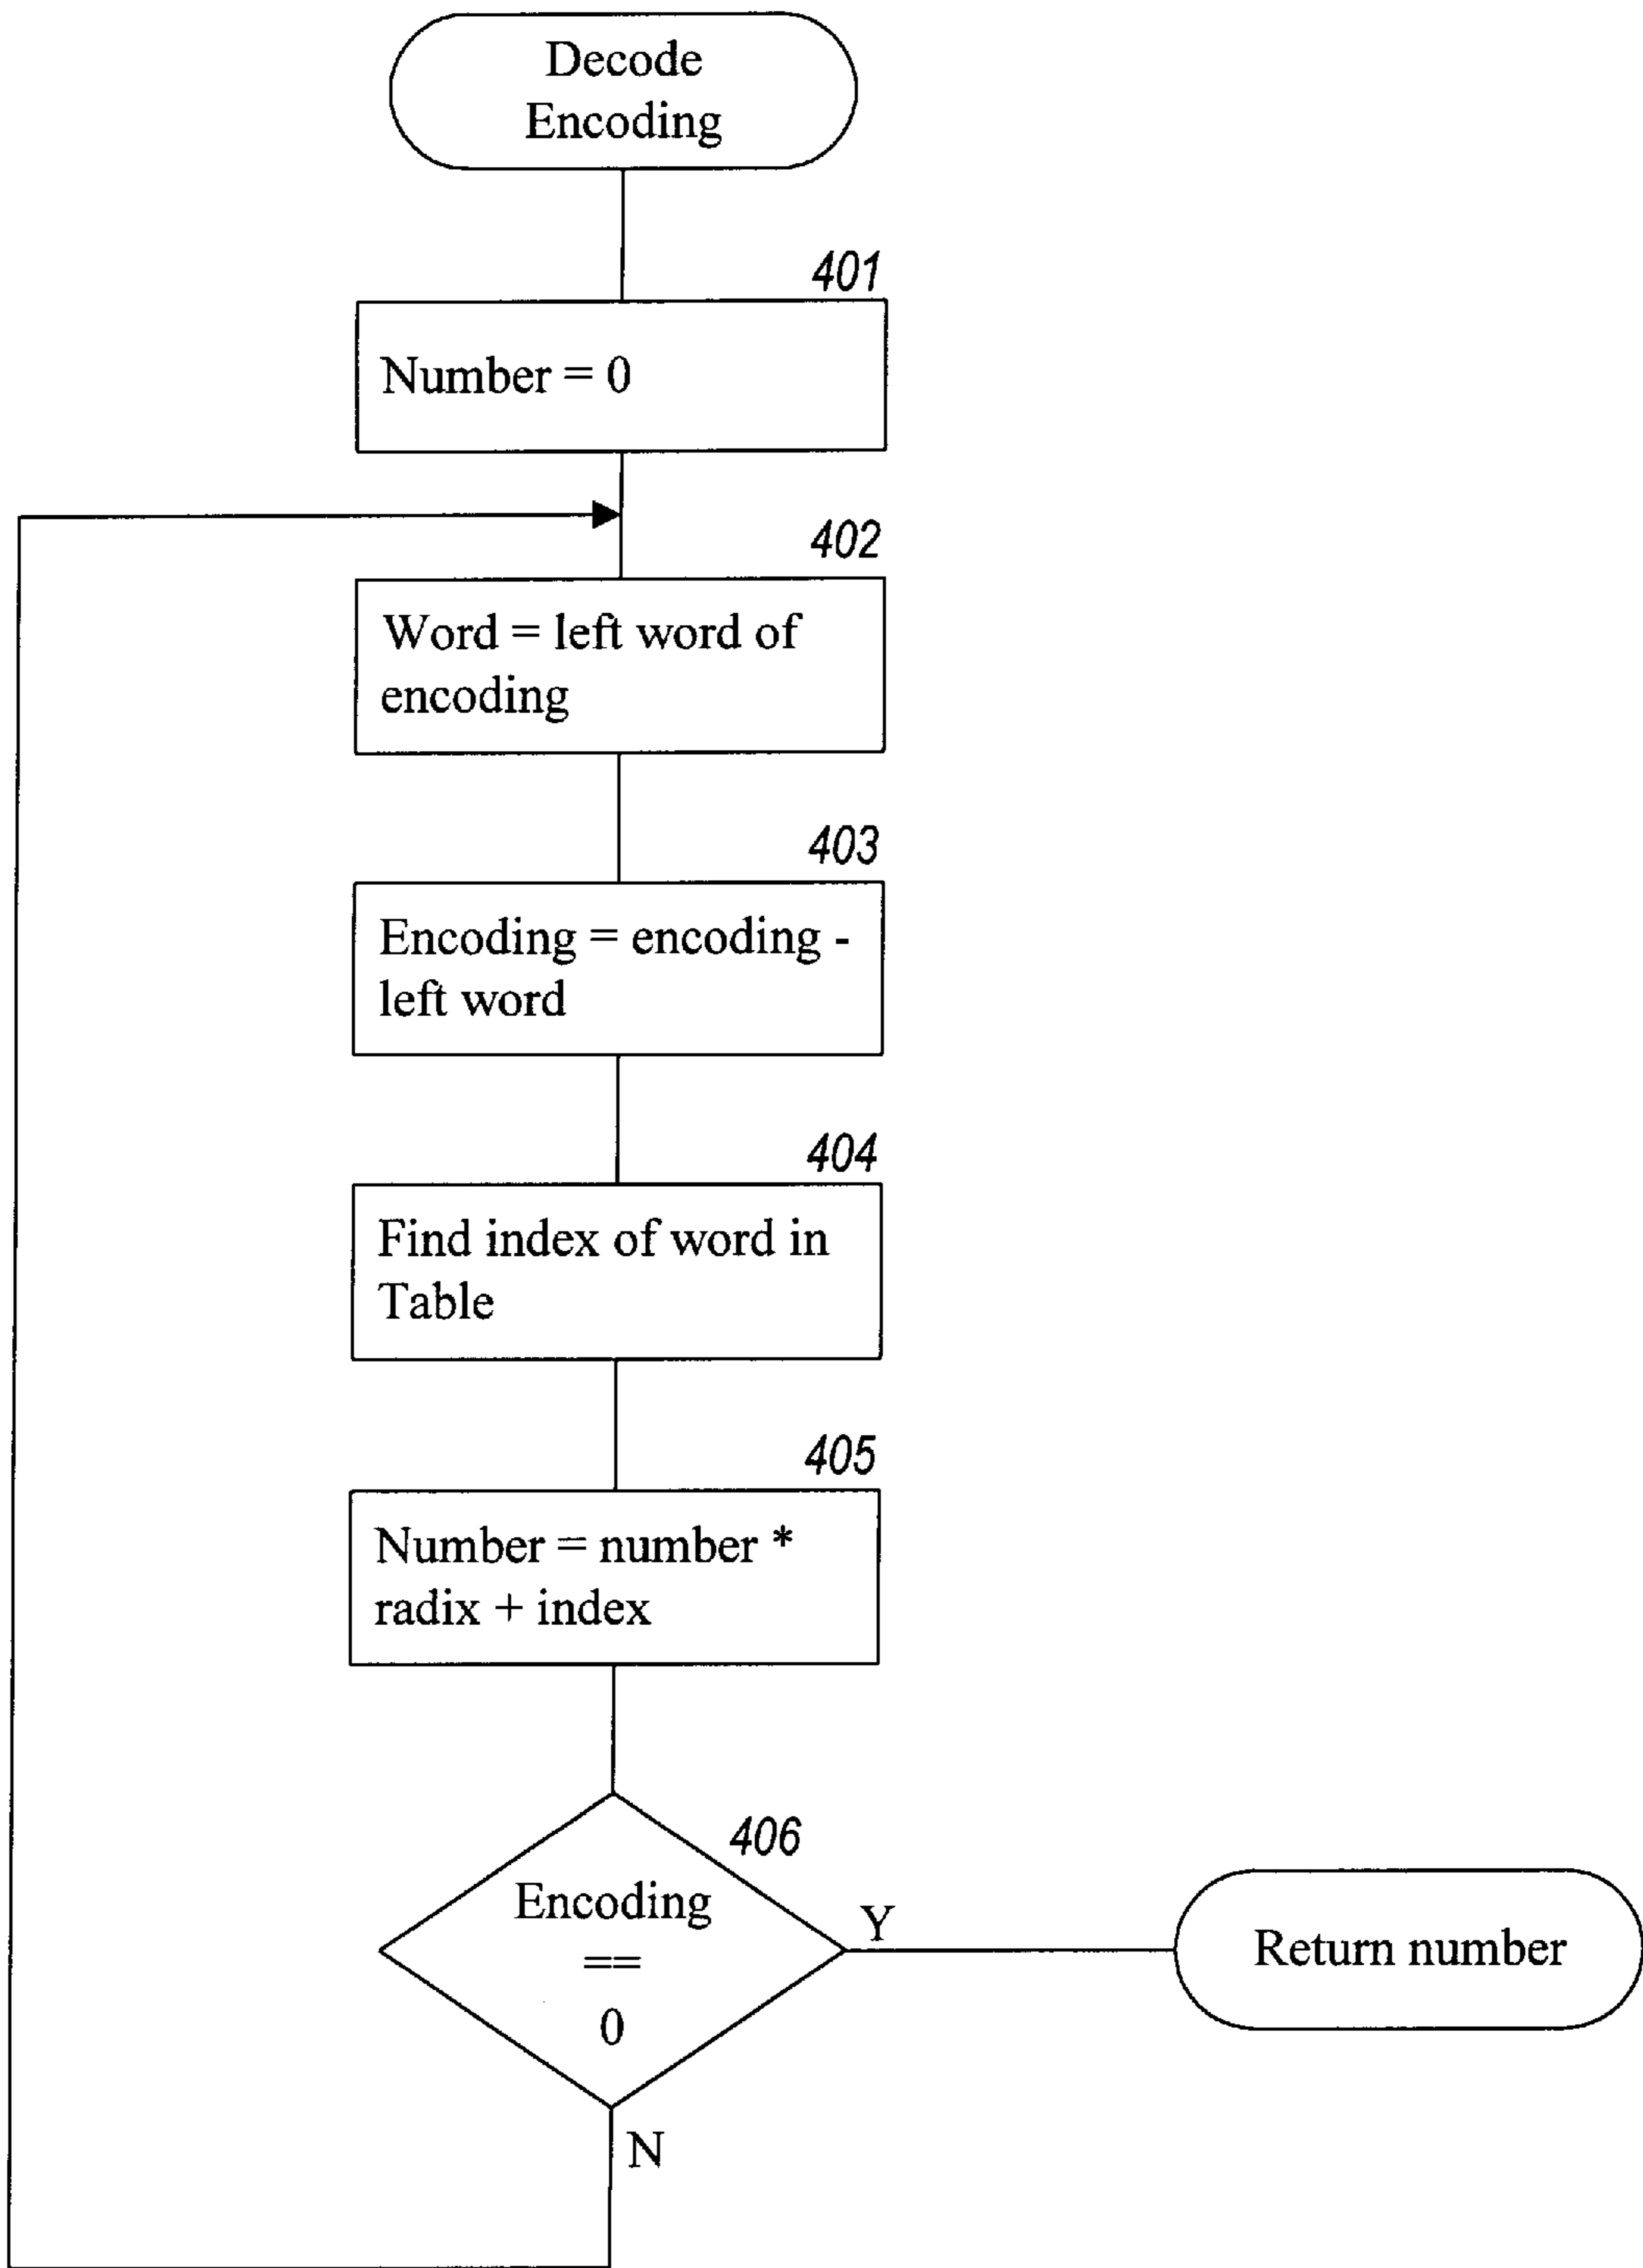 Decode
Encoding
401
Number = 0
402
Word = left word of
encoding
403
Encoding = encoding -
left word
404
Find index of word in
Table
405
Number = number *
radix + index
406
Encoding
==
0
Y
Return number
N